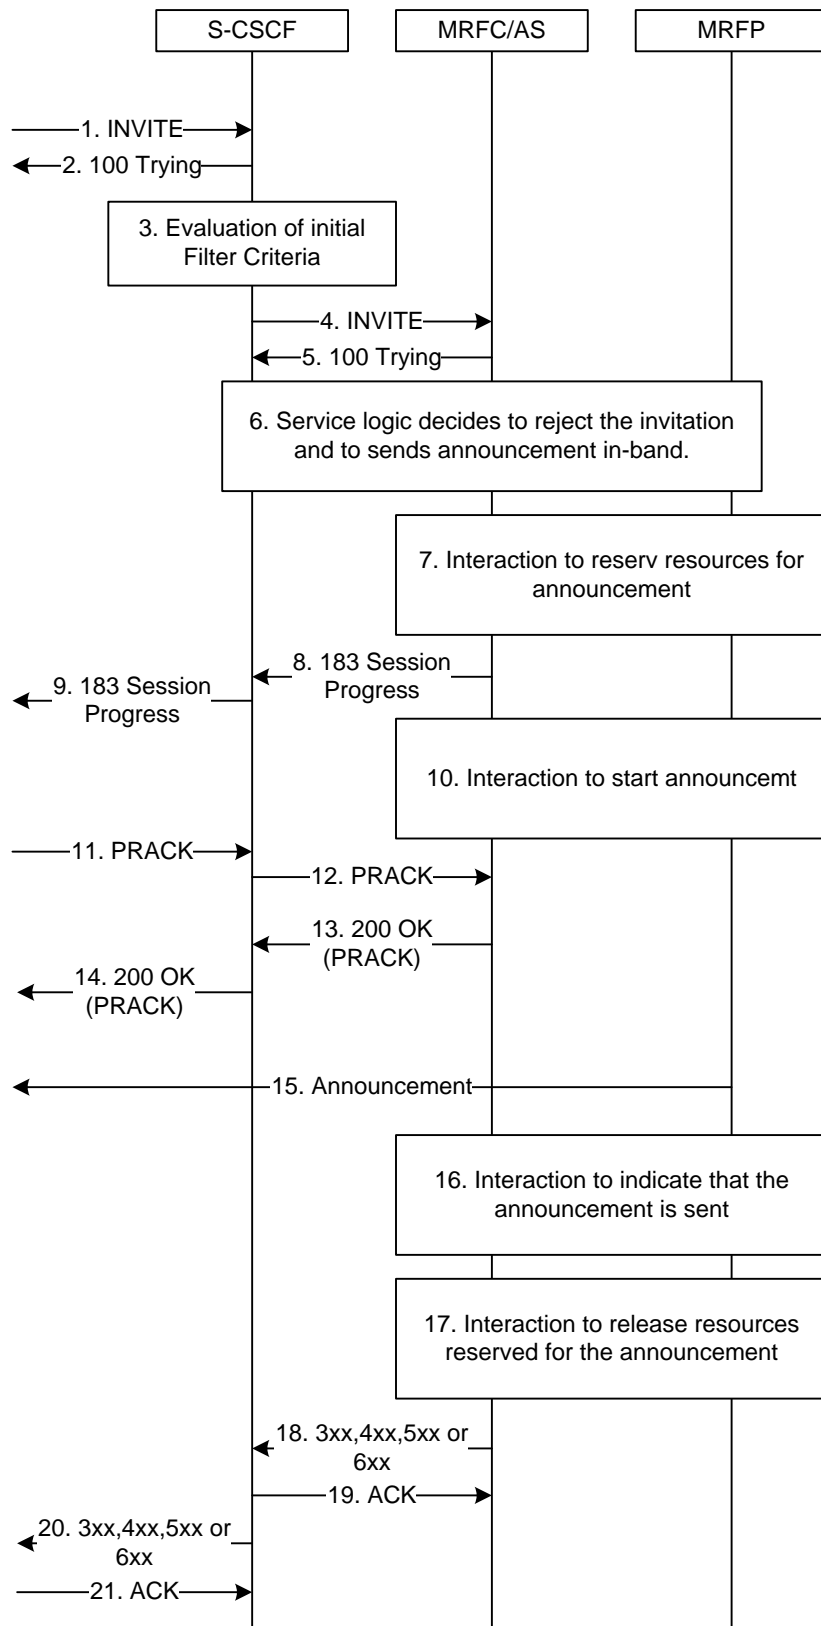 S-CSCF
MRFC/AS
MRFP
1. INVITE
2. 100 Trying
3. Evaluation of initial
Filter Criteria
4. INVITE
5. 100 Trying
6. Service logic decides to reject the invitation
and to sends announcement in-band.
7. Interaction to reserv resources for
announcement
8. 183 Session
Progress
9. 183 Session
Progress
10. Interaction to start announcemt
11. PRACK
12. PRACK
13. 200 OK
(PRACK)
14. 200 OK
(PRACK)
15. Announcement
16. Interaction to indicate that the
announcement is sent
17. Interaction to release resources
reserved for the announcement
18. 3xx,4xx,5xx or
6xx
19. ACK
20. 3xx,4xx,5xx or
6xx
21. ACK